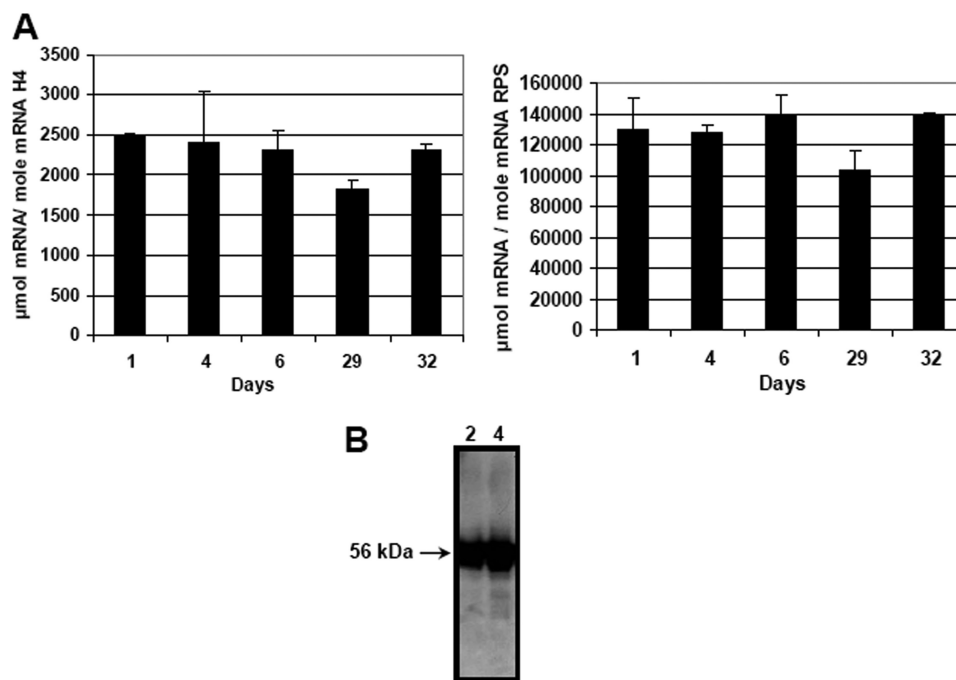 A
3500
3000
2500
2000
1500
1000
500
0
µmol mRNA/ mole mRNA H4
1 4 6 29 32
Days
160000
140000
120000
100000
80000
60000
40000
20000
0
µmol mRNA / mole mRNA RPS
1 4 6 29 32
Days
B
2 4
56 kDa